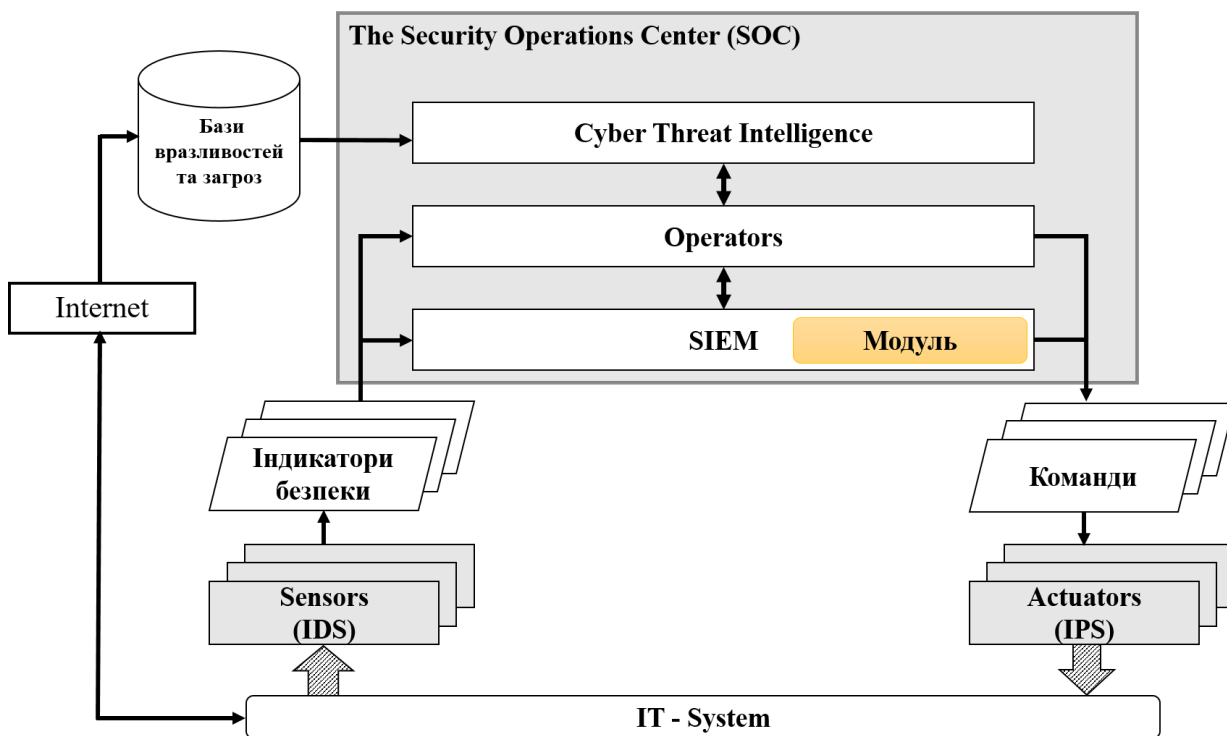 The Security Operations Center (SOC)
Бази
вразливостей
та загроз
Cyber Threat Intelligence
Operators
Internet
SIEM
Модуль
Індикатори
безпеки
Команди
Sensors
(IDS)
Actuators
(IPS)
IT - System